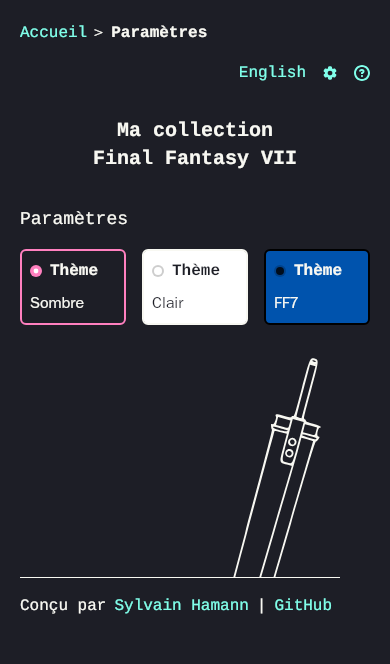 Accueil > Paramètres
English
Ma collection
Final Fantasy VII
Paramètres
Thème
Sombre
Thème
Clair
Thème
FF7
Conçu par Sylvain Hamann | GitHub